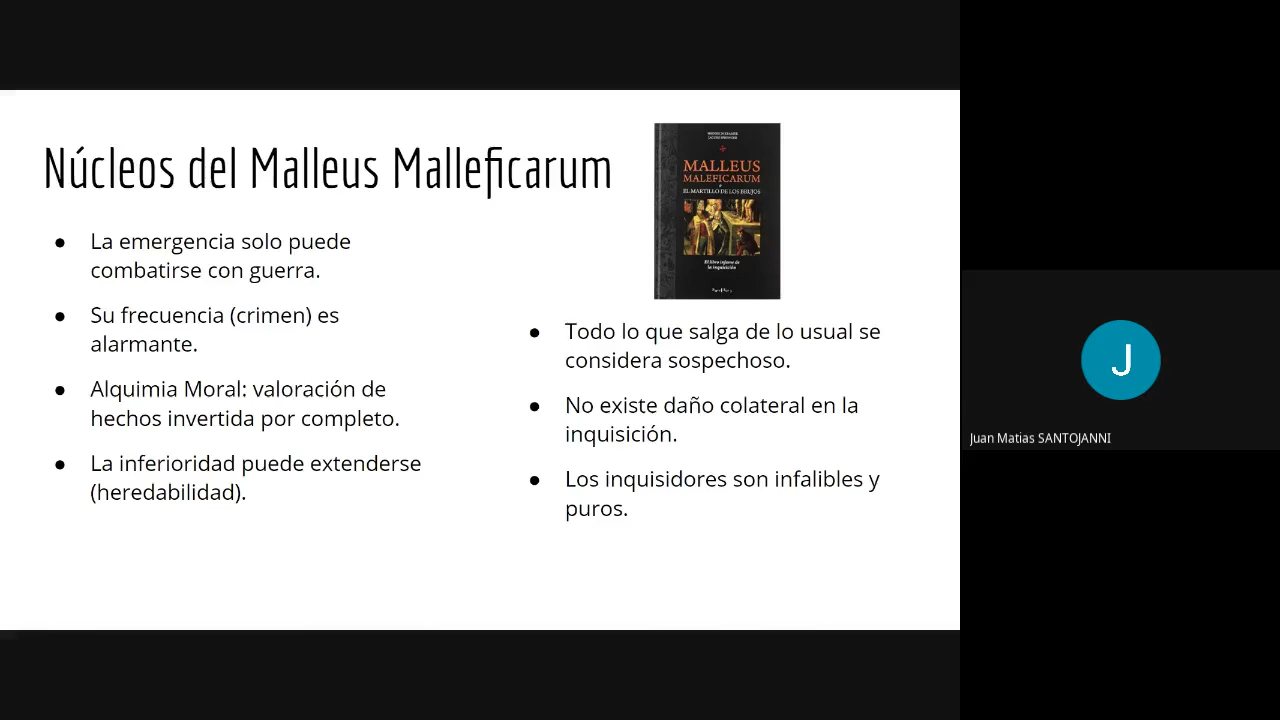 Núcleos del Malleus Malleficarum
La emergencia solo puede
combatirse con guerra.
Su frecuencia (crimen) es
alarmante.
Alquimia Moral: valoración de
hechos invertida por completo.
La inferioridad puede extenderse
(heredabilidad).
MALLEUS
MALEFICARUM
EL MARTILLO DE LOS BRUJOS
El libro infame de
la inquisición
Todo lo que salga de lo usual se
considera sospechoso.
No existe daño colateral en la
inquisición.
Los inquisidores son infalibles y
puros.
J
Juan Matias SANTOJANNI